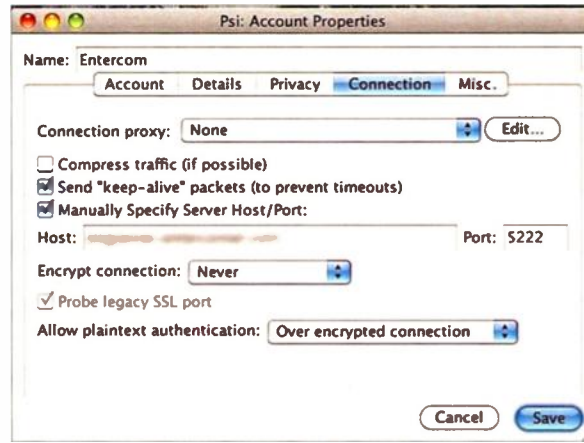 Psi: Account Properties
Name: Entercom
Account Details Privacy Connection Misc.
Connection proxy: None Edit...
Compress traffic (if possible)
Send "keep-alive" packets (to prevent timeouts)
Manually Specify Server Host/Port:
Host: Port: 5222
Encrypt connection: Never
Probe legacy SSL port
Allow plaintext authentication: Over encrypted connection
Cancel Save